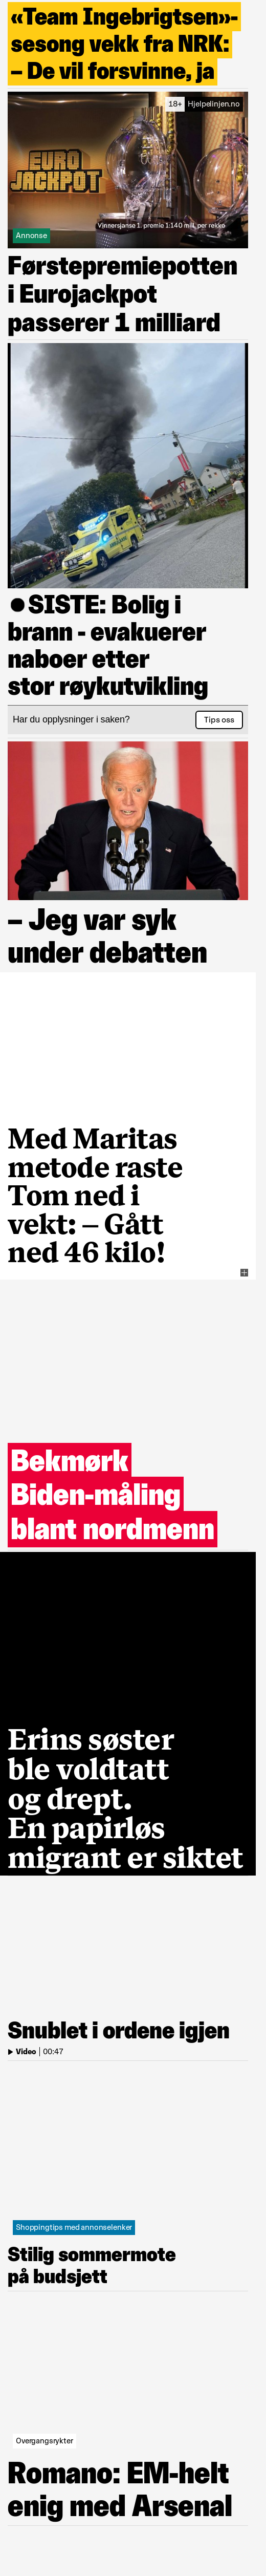 «Team Ingebrigtsen»-
sesong vekk fra NRK:
– De vil forsvinne, ja
18+ Hjelpelinjen.no
EURO
JACKPOT
Vinnersjanse 1. premie 1:140 mill. per rekke
Annonse
Førstepremiepotten
i Eurojackpot
passerer 1 milliard
SISTE: Bolig i
brann - evakuerer
naboer etter
stor røykutvikling
Har du opplysninger i saken?
Tips oss
– Jeg var syk
under debatten
Med Maritas
metode raste
Tom ned i
vekt: – Gått
ned 46 kilo!
Bekmørk
Biden-måling
blant nordmenn
Erins søster
ble voldtatt
og drept.
En papirløs
migrant er siktet
Snublet i ordene igjen
Video | 00:47
Shoppingtips med annonselenker
Stilig sommermote
på budsjett
Overgangsrykter
Romano: EM-helt
enig med Arsenal